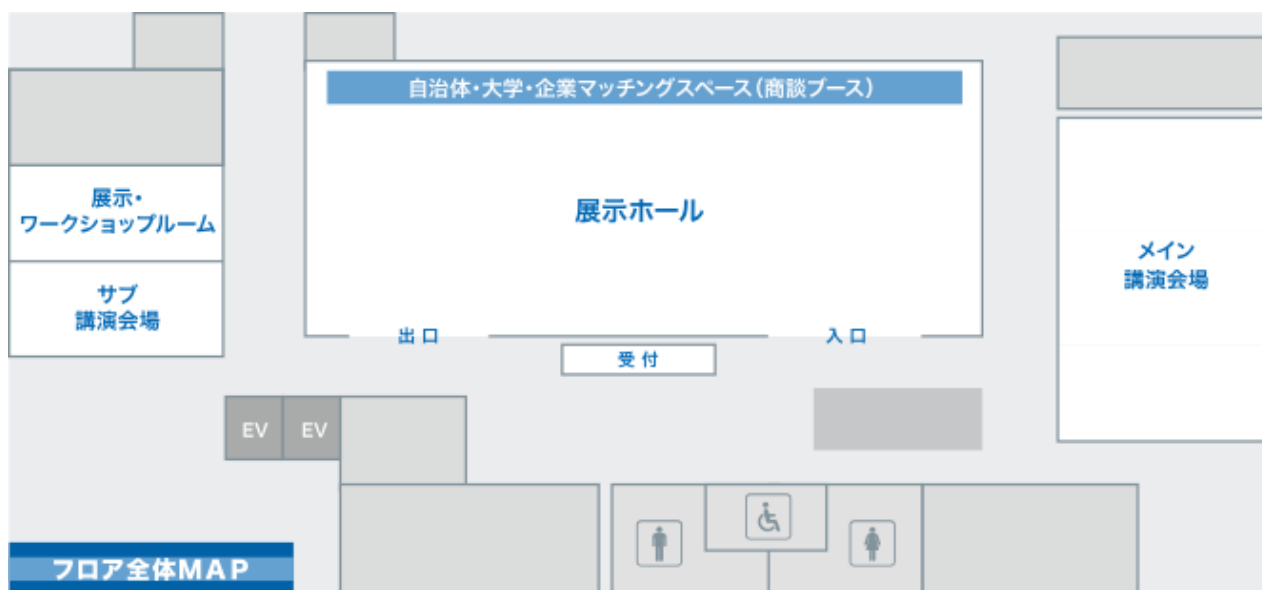 自治体・大学・企業マッチングスペース(商談ブース)
展示・
ワークショップルーム
展示ホール
メイン
講演会場
サブ
講演会場
出口
入口
受付
EV
EV
フロア全体MAP